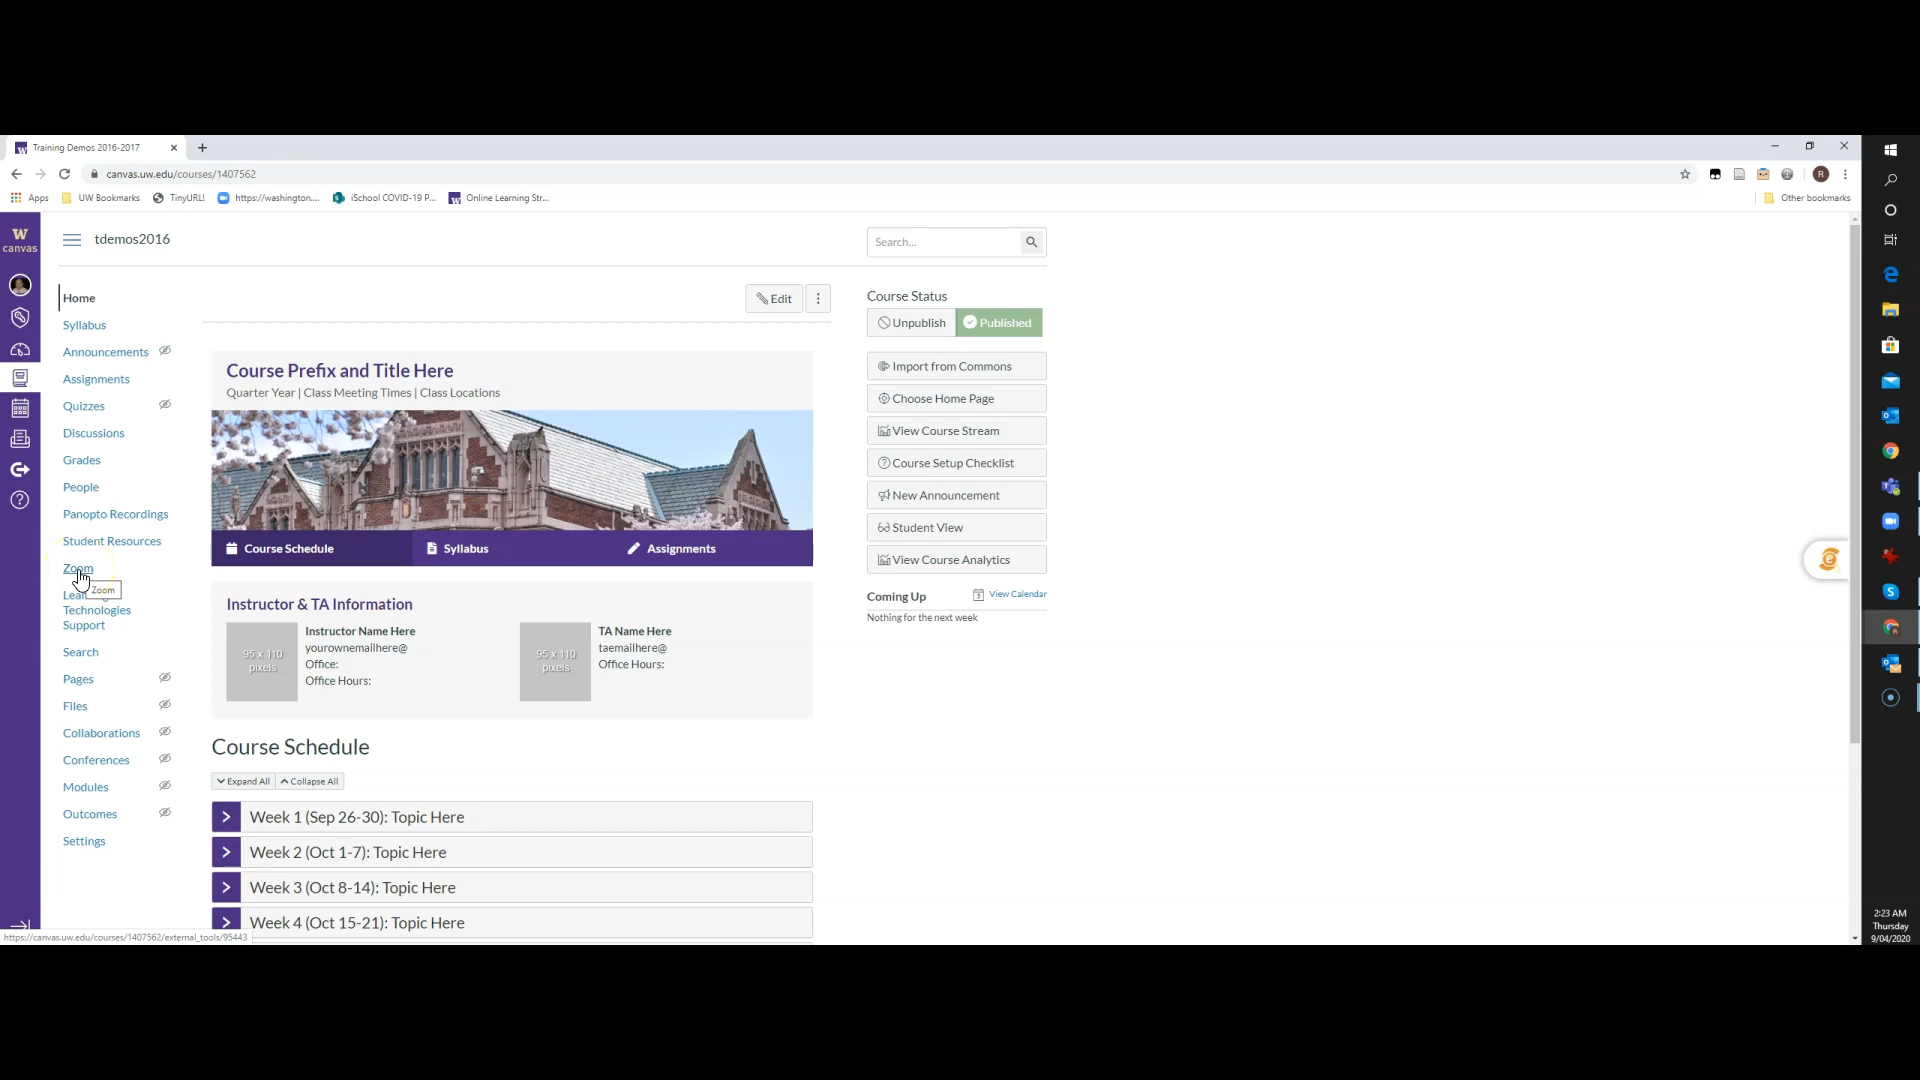 Training Demos 2016-2017
canvas.uw.edu/courses/1407562
R
Apps
UW Bookmarks
TinyURL!
https://washington....
iSchool COVID-19 P...
Online Learning Str...
Other bookmarks
W
canvas
tdemos2016
Search...
Home
Syllabus
Announcements
Assignments
Quizzes
Discussions
Grades
People
Panopto Recordings
Student Resources
Zoom
Zoom
Technologies
Support
Search
Pages
Files
Collaborations
Conferences
Modules
Outcomes
Settings
Edit
Course Prefix and Title Here
Quarter Year | Class Meeting Times | Class Locations
Course Schedule
Syllabus
Assignments
Instructor & TA Information
95 x 110
pixels
Instructor Name Here
yourownemailhere@
Office:
Office Hours:
95 x 110
pixels
TA Name Here
taemailhere@
Office Hours:
Course Schedule
Expand All
Collapse All
Week 1 (Sep 26-30): Topic Here
Week 2 (Oct 1-7): Topic Here
Week 3 (Oct 8-14): Topic Here
Week 4 (Oct 15-21): Topic Here
Course Status
Unpublish
Published
Import from Commons
Choose Home Page
View Course Stream
Course Setup Checklist
New Announcement
Student View
View Course Analytics
Coming Up
View Calendar
Nothing for the next week
https://canvas.uw.edu/courses/1407562/external_tools/95443
2:23 AM
Thursday
9/04/2020